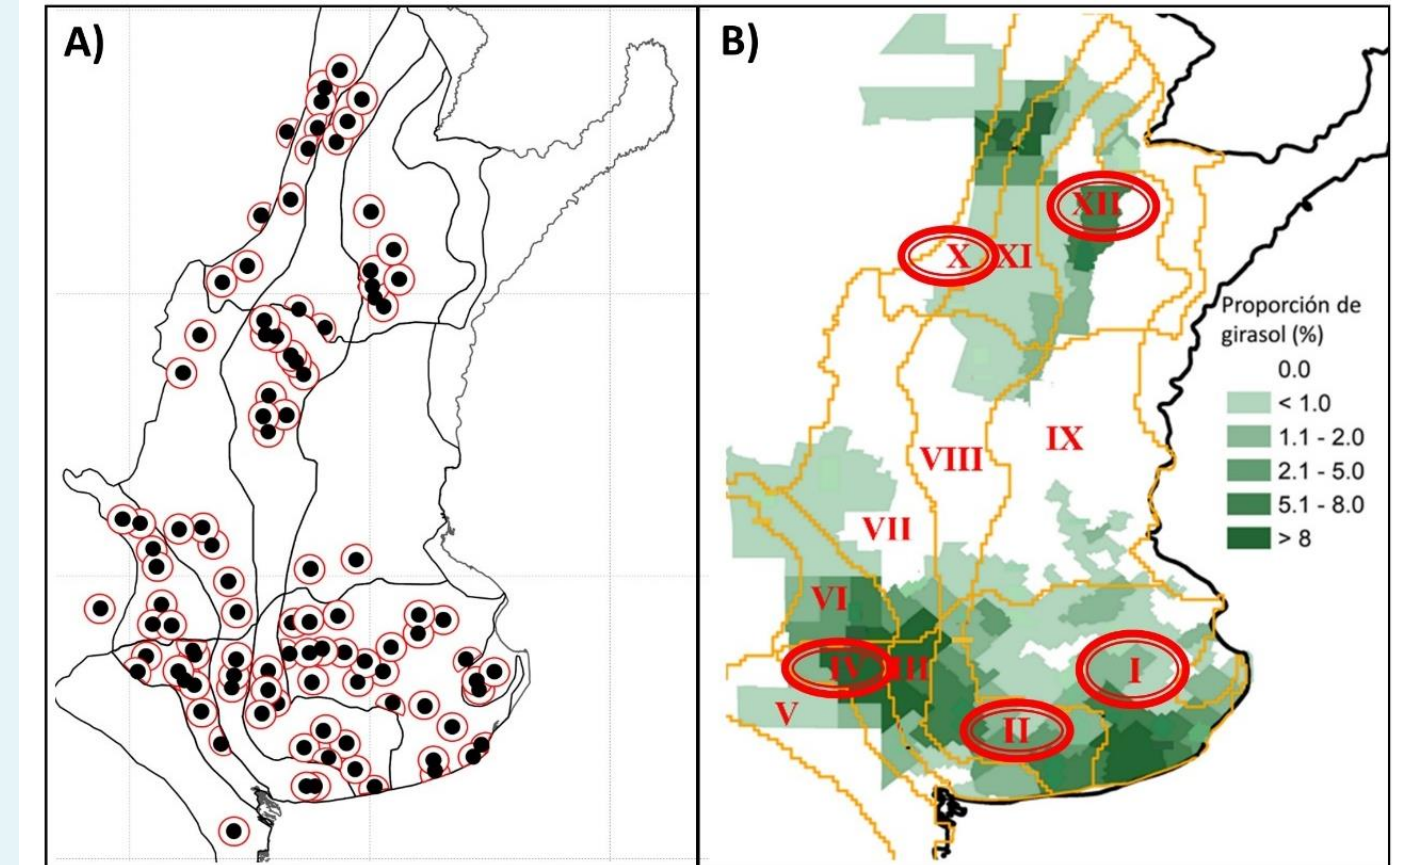 A)
B)
XII
X
XI
Proporción de
girasol (%)
0.0
< 1.0
1.1 - 2.0
2.1 - 5.0
5.1 - 8.0
> 8
IX
VIII
VII
VI
IV
III
I
V
II